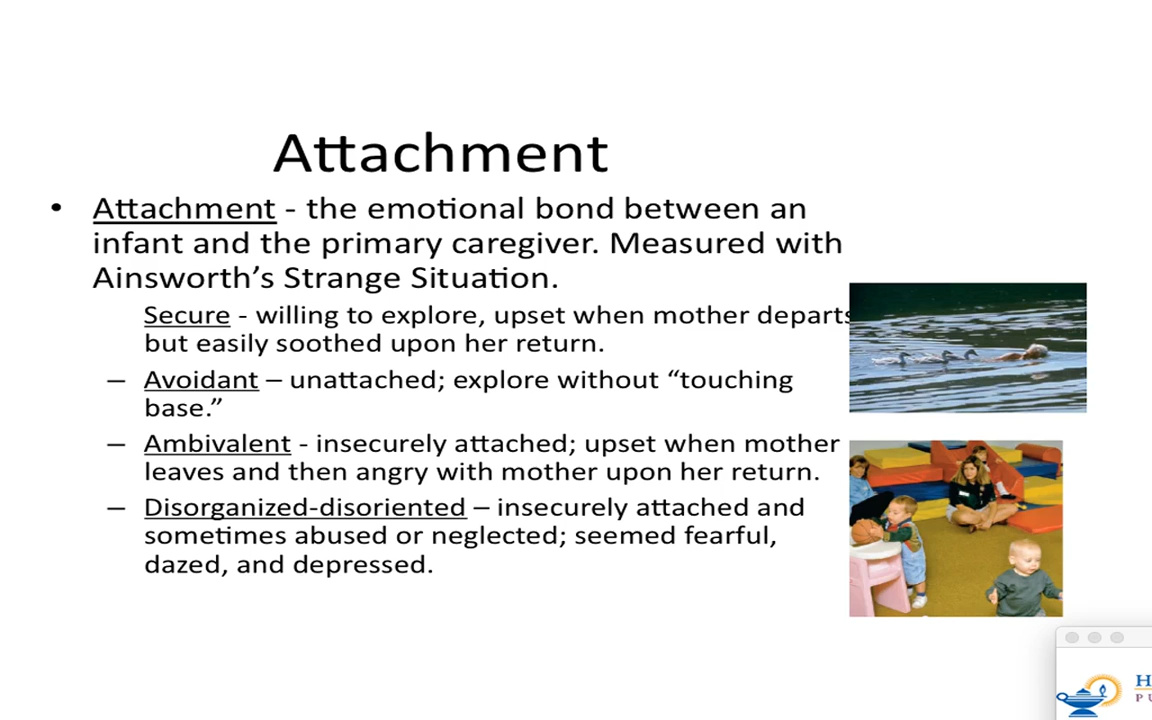 Attachment
• Attachment - the emotional bond between an
infant and the primary caregiver. Measured with
Ainsworth’s Strange Situation.
Secure - willing to explore, upset when mother departs
but easily soothed upon her return.
– Avoidant – unattached; explore without “touching
base.”
– Ambivalent - insecurely attached; upset when mother
leaves and then angry with mother upon her return.
– Disorganized-disoriented – insecurely attached and
sometimes abused or neglected; seemed fearful,
dazed, and depressed.